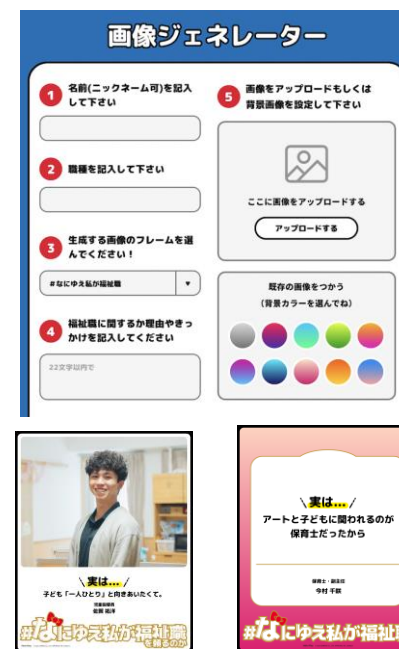 画像ジェネレーター
1
名前(ニックネーム可)を記入
して下さい
2
職種を記入して下さい
3
生成する画像のフレームを選
んでください！
#なにゆえ私が福祉職
▼
4
福祉職に関するか理由やきっ
かけを記入してください
22文字以内で
5
画像をアップロードもしくは
背景画像を設定して下さい
ここに画像をアップロードする
アップロードする
既存の画像をつかう
(背景カラーを選んでね)
\ 実は... /
子ども「一人ひとり」と向きあいたくて。
児童指導員
#なにゆえ私が福祉職
を頼るのか
\ 実は... /
アートと子どもに関われるのが
保育士だったから
保育士・副主任
今村 千秋
#なにゆえ私が福祉職